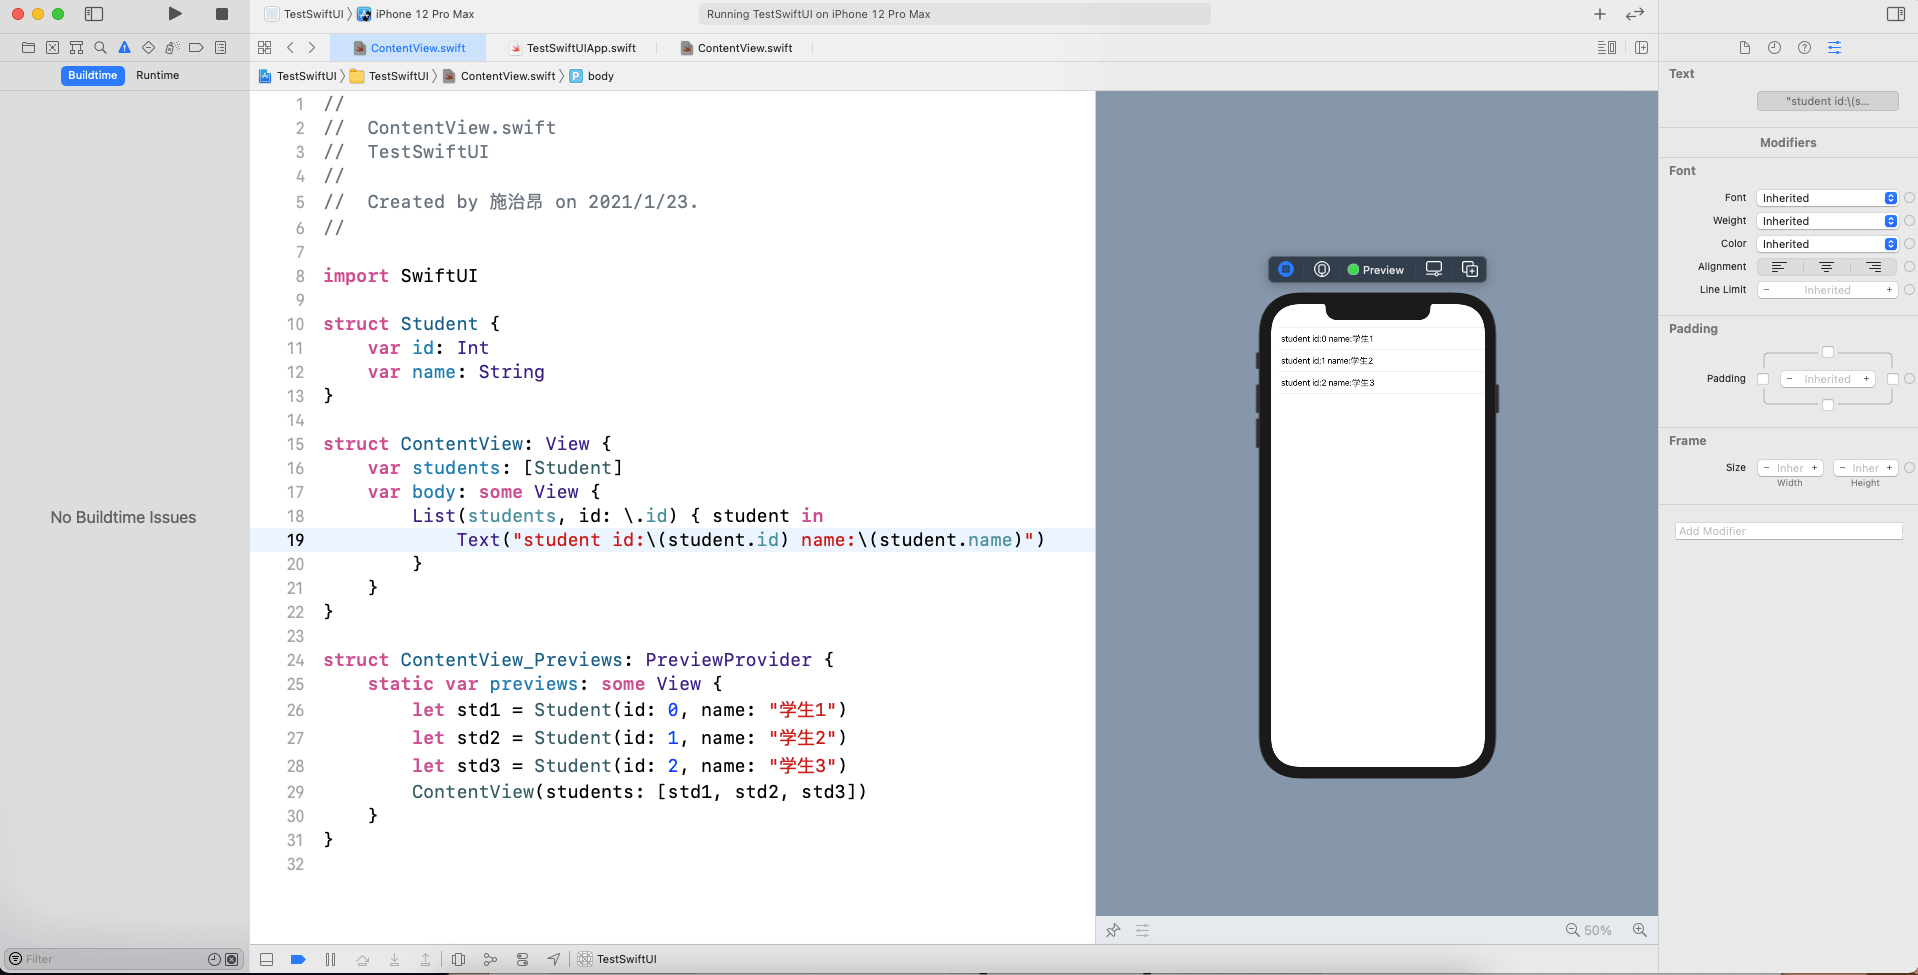 TestSwiftUI 〉 iPhone 12 Pro Max
Running TestSwiftUI on iPhone 12 Pro Max
ContentView.swift
TestSwiftUIApp.swift
ContentView.swift
Buildtime
Runtime
TestSwiftUI 〉 TestSwiftUI 〉 ContentView.swift 〉 P body
No Buildtime Issues
Filter
1 //
2 //  ContentView.swift
3 //  TestSwiftUI
4 //
5 //  Created by 施治昂 on 2021/1/23.
6 //
7
8 import SwiftUI
9
10 struct Student {
11     var id: Int
12     var name: String
13 }
14
15 struct ContentView: View {
16     var students: [Student]
17     var body: some View {
18         List(students, id: \.id) { student in
19             Text("student id:\(student.id) name:\(student.name)")
20         }
21     }
22 }
23
24 struct ContentView_Previews: PreviewProvider {
25     static var previews: some View {
26         let std1 = Student(id: 0, name: "学生1")
27         let std2 = Student(id: 1, name: "学生2")
28         let std3 = Student(id: 2, name: "学生3")
29         ContentView(students: [std1, std2, std3])
30     }
31 }
32
Preview
student id:0 name:学生1
student id:1 name:学生2
student id:2 name:学生3
50%
TestSwiftUI
Text
"student id:\(s...
Modifiers
Font
Font Inherited
Weight Inherited
Color Inherited
Alignment
Line Limit − Inherited +
Padding
Padding − Inherited +
Frame
Size − Inher + − Inher +
Width Height
Add Modifier